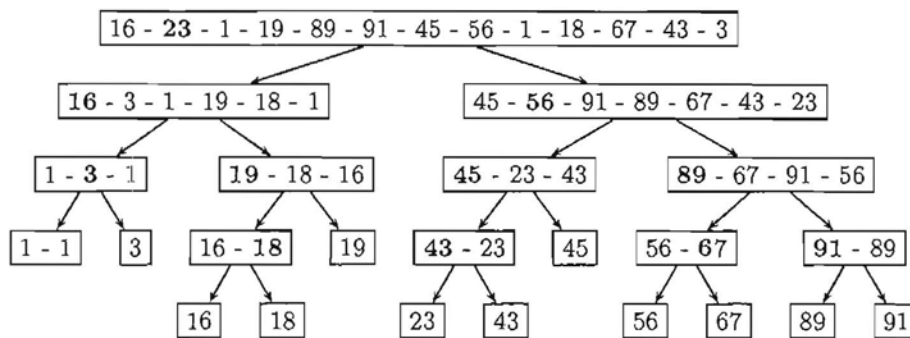 16 - 23 - 1 - 19 - 89 - 91 - 45 - 56 - 1 - 18 - 67 - 43 - 3
16 - 3 - 1 - 19 - 18 - 1 45 - 56 - 91 - 89 - 67 - 43 - 23
1 - 3 - 1 19 - 18 - 16 45 - 23 - 43 89 - 67 - 91 - 56
1 - 1 3 16 - 18 19 43 - 23 45 56 - 67 91 - 89
16 18 23 43 56 67 89 91